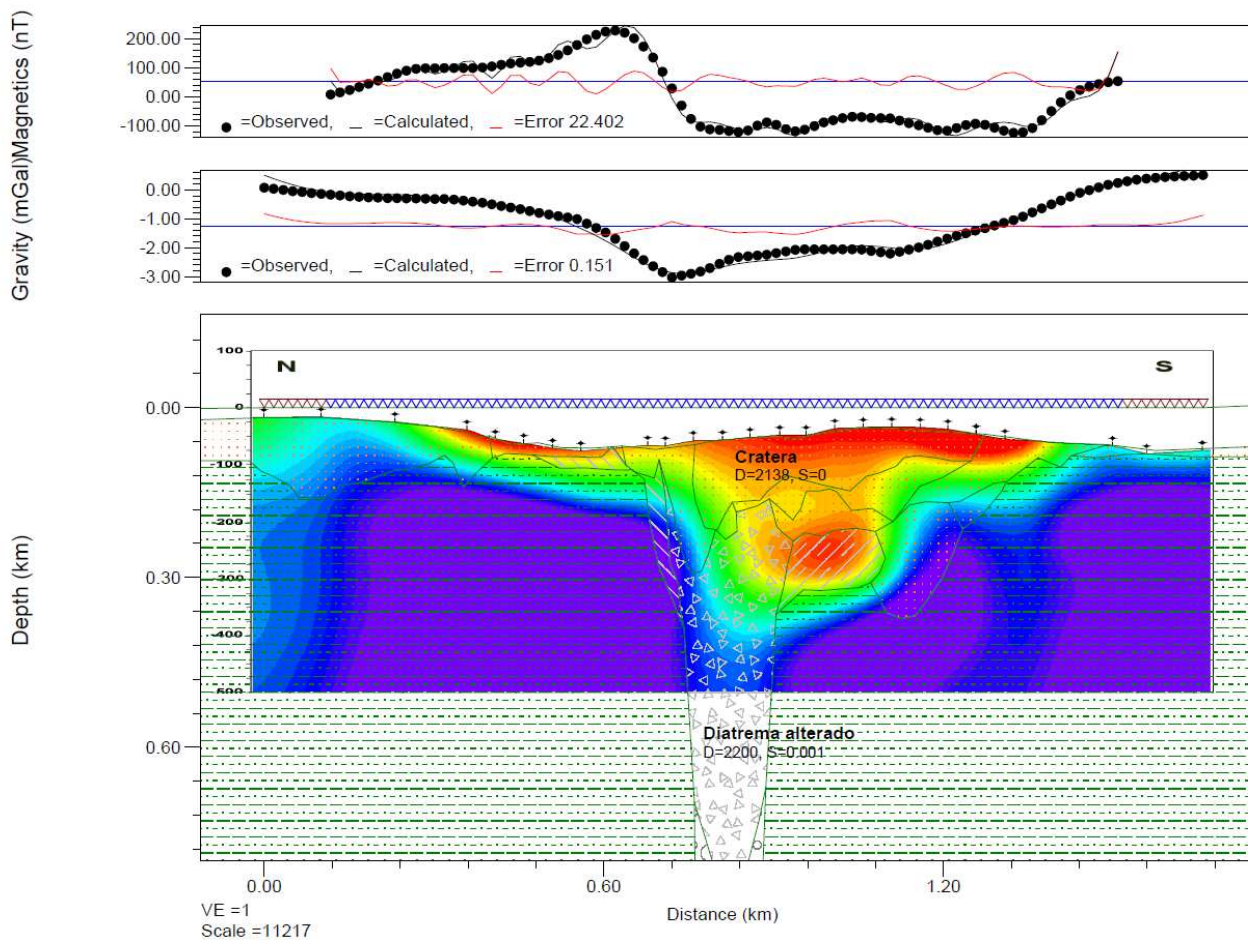 Magnetics (nT)
200.00
100.00
0.00
-100.00
=Observed, =Calculated, =Error 22.402
Gravity (mGal)
0.00
-1.00
-2.00
-3.00
=Observed, =Calculated, =Error 0.151
Depth (km)
0.00
0.30
0.60
100
0
-100
-200
-300
-400
-500
N
S
Cratera
D=2138, S=0
Diatrema alterado
D=2200, S=0.001
0.00
0.60
1.20
VE =1
Scale =11217
Distance (km)